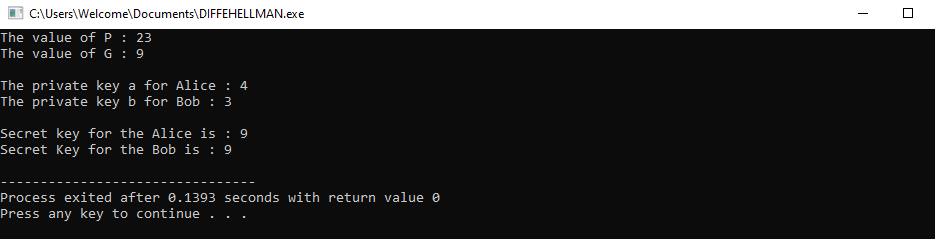 C:\Users\Welcome\Documents\DIFFEHELLMAN.exe
The value of P : 23
The value of G : 9
The private key a for Alice : 4
The private key b for Bob : 3
Secret key for the Alice is : 9
Secret Key for the Bob is : 9
--------------------------------
Process exited after 0.1393 seconds with return value 0
Press any key to continue . . .